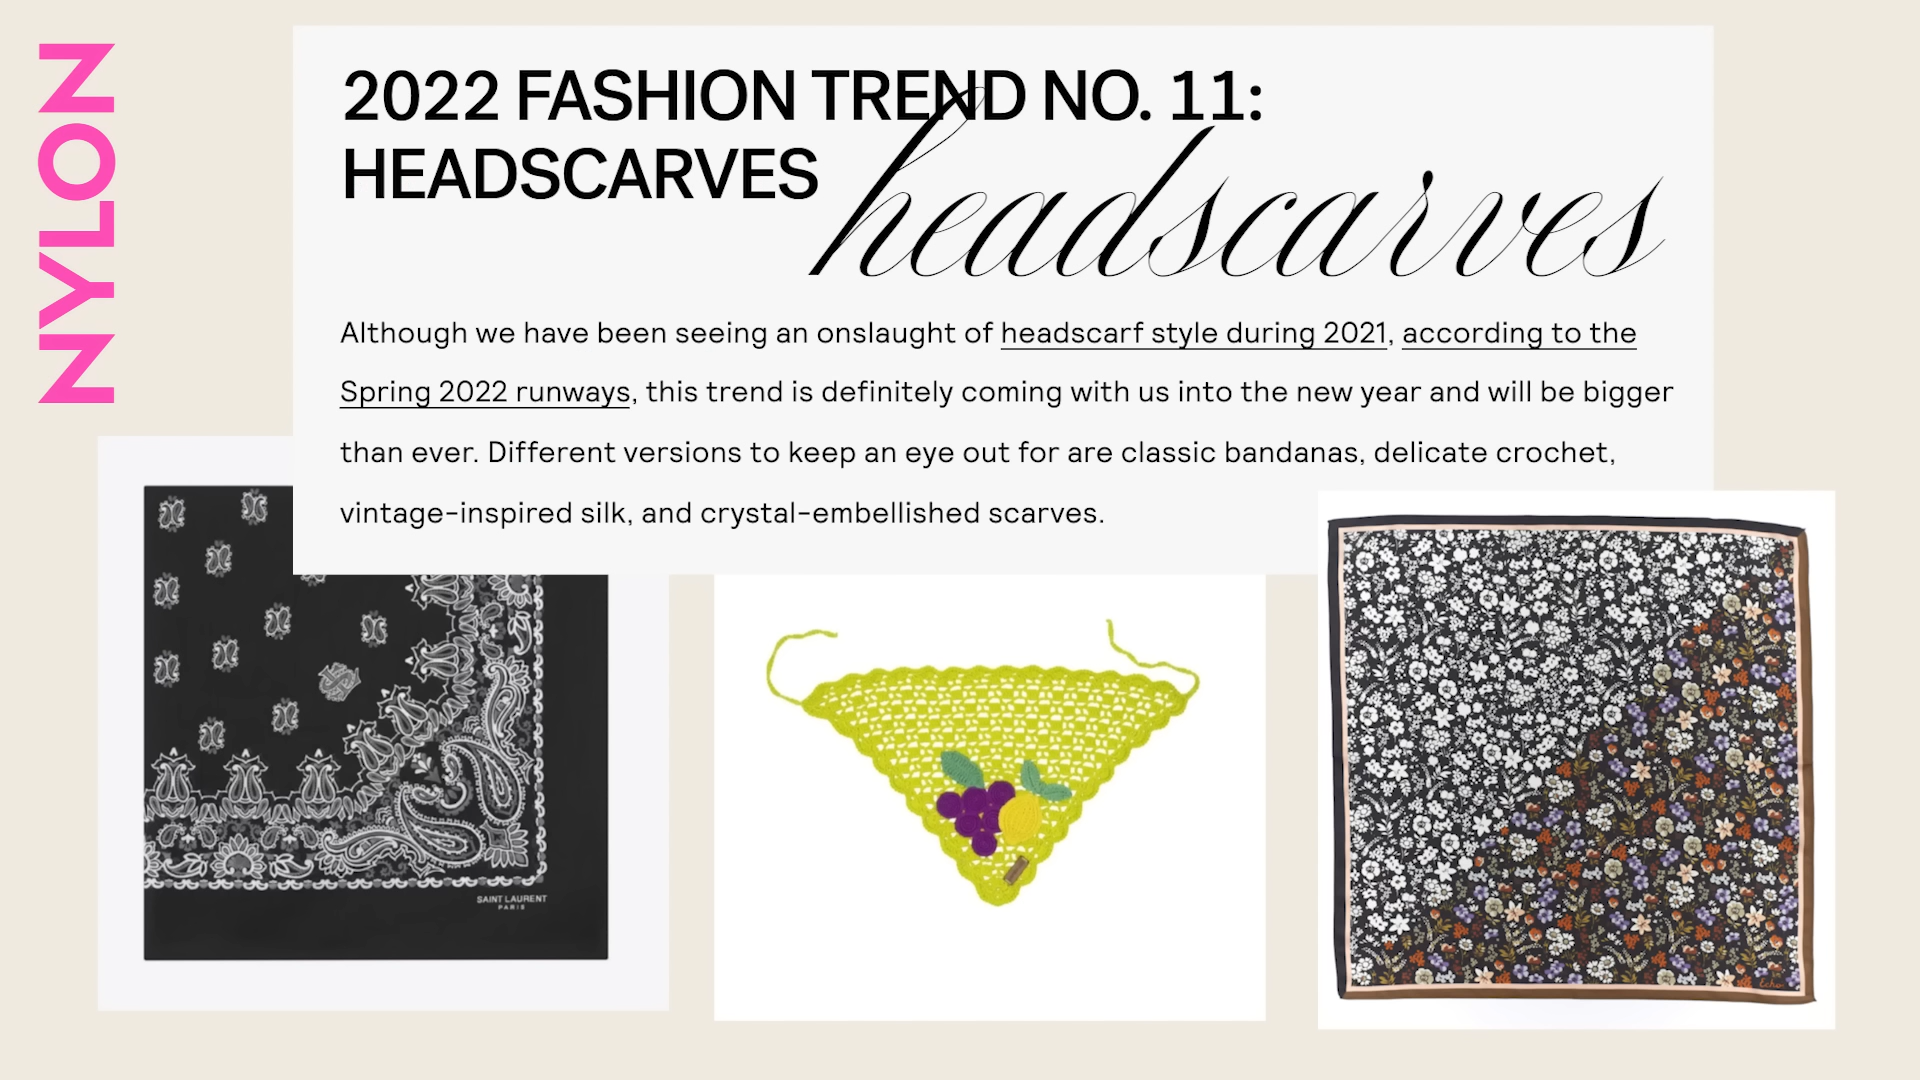 NYLON
2022 FASHION TREND NO. 11:
HEADSCARVES
headscarves
Although we have been seeing an onslaught of headscarf style during 2021, according to the
Spring 2022 runways, this trend is definitely coming with us into the new year and will be bigger
than ever. Different versions to keep an eye out for are classic bandanas, delicate crochet,
vintage-inspired silk, and crystal-embellished scarves.
SAINT LAURENT
PARIS
Echo